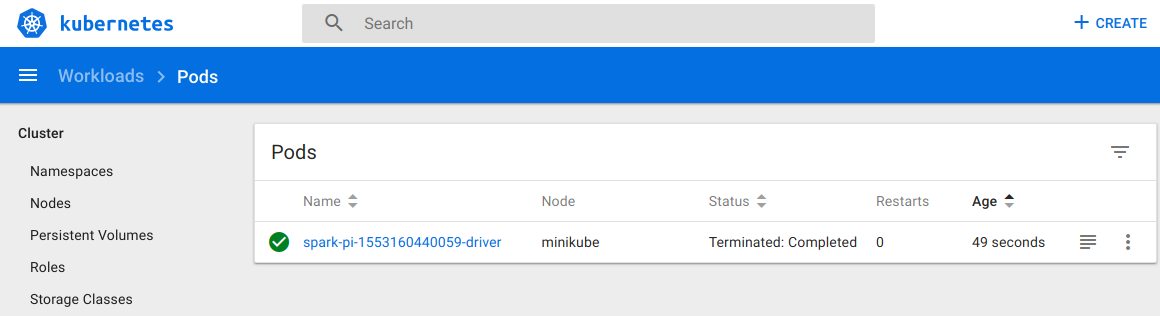 kubernetes
Search
+ CREATE
Workloads > Pods
Cluster
Namespaces
Nodes
Persistent Volumes
Roles
Storage Classes
Pods
Name Node Status Restarts Age
spark-pi-1553160440059-driver minikube Terminated: Completed 0 49 seconds